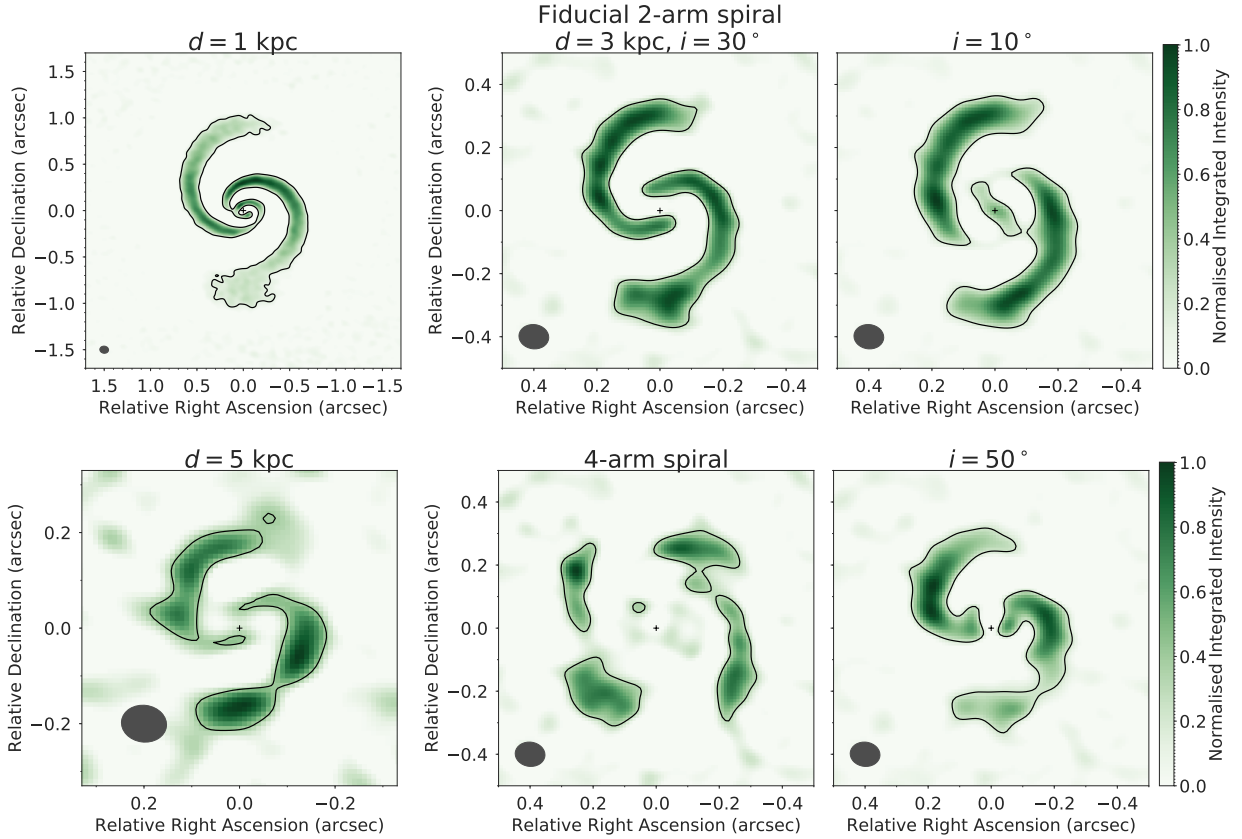 Fiducial 2-arm spiral
d = 1 kpc
d = 3 kpc, i = 30°
i = 10°
Relative Declination (arcsec)
1.5
1.0
0.5
0.0
−0.5
−1.0
−1.5
1.5 1.0 0.5 0.0 −0.5 −1.0 −1.5
Relative Right Ascension (arcsec)
Relative Declination (arcsec)
0.4
0.2
0.0
−0.2
−0.4
0.4 0.2 0.0 −0.2 −0.4
Relative Right Ascension (arcsec)
0.4 0.2 0.0 −0.2 −0.4
Relative Right Ascension (arcsec)
1.0
0.8
0.6
0.4
0.2
0.0
Normalised Integrated Intensity
d = 5 kpc
4-arm spiral
i = 50°
Relative Declination (arcsec)
0.2
0.0
−0.2
0.2 0.0 −0.2
Relative Right Ascension (arcsec)
Relative Declination (arcsec)
0.4
0.2
0.0
−0.2
−0.4
0.4 0.2 0.0 −0.2 −0.4
Relative Right Ascension (arcsec)
0.4 0.2 0.0 −0.2 −0.4
Relative Right Ascension (arcsec)
1.0
0.8
0.6
0.4
0.2
0.0
Normalised Integrated Intensity